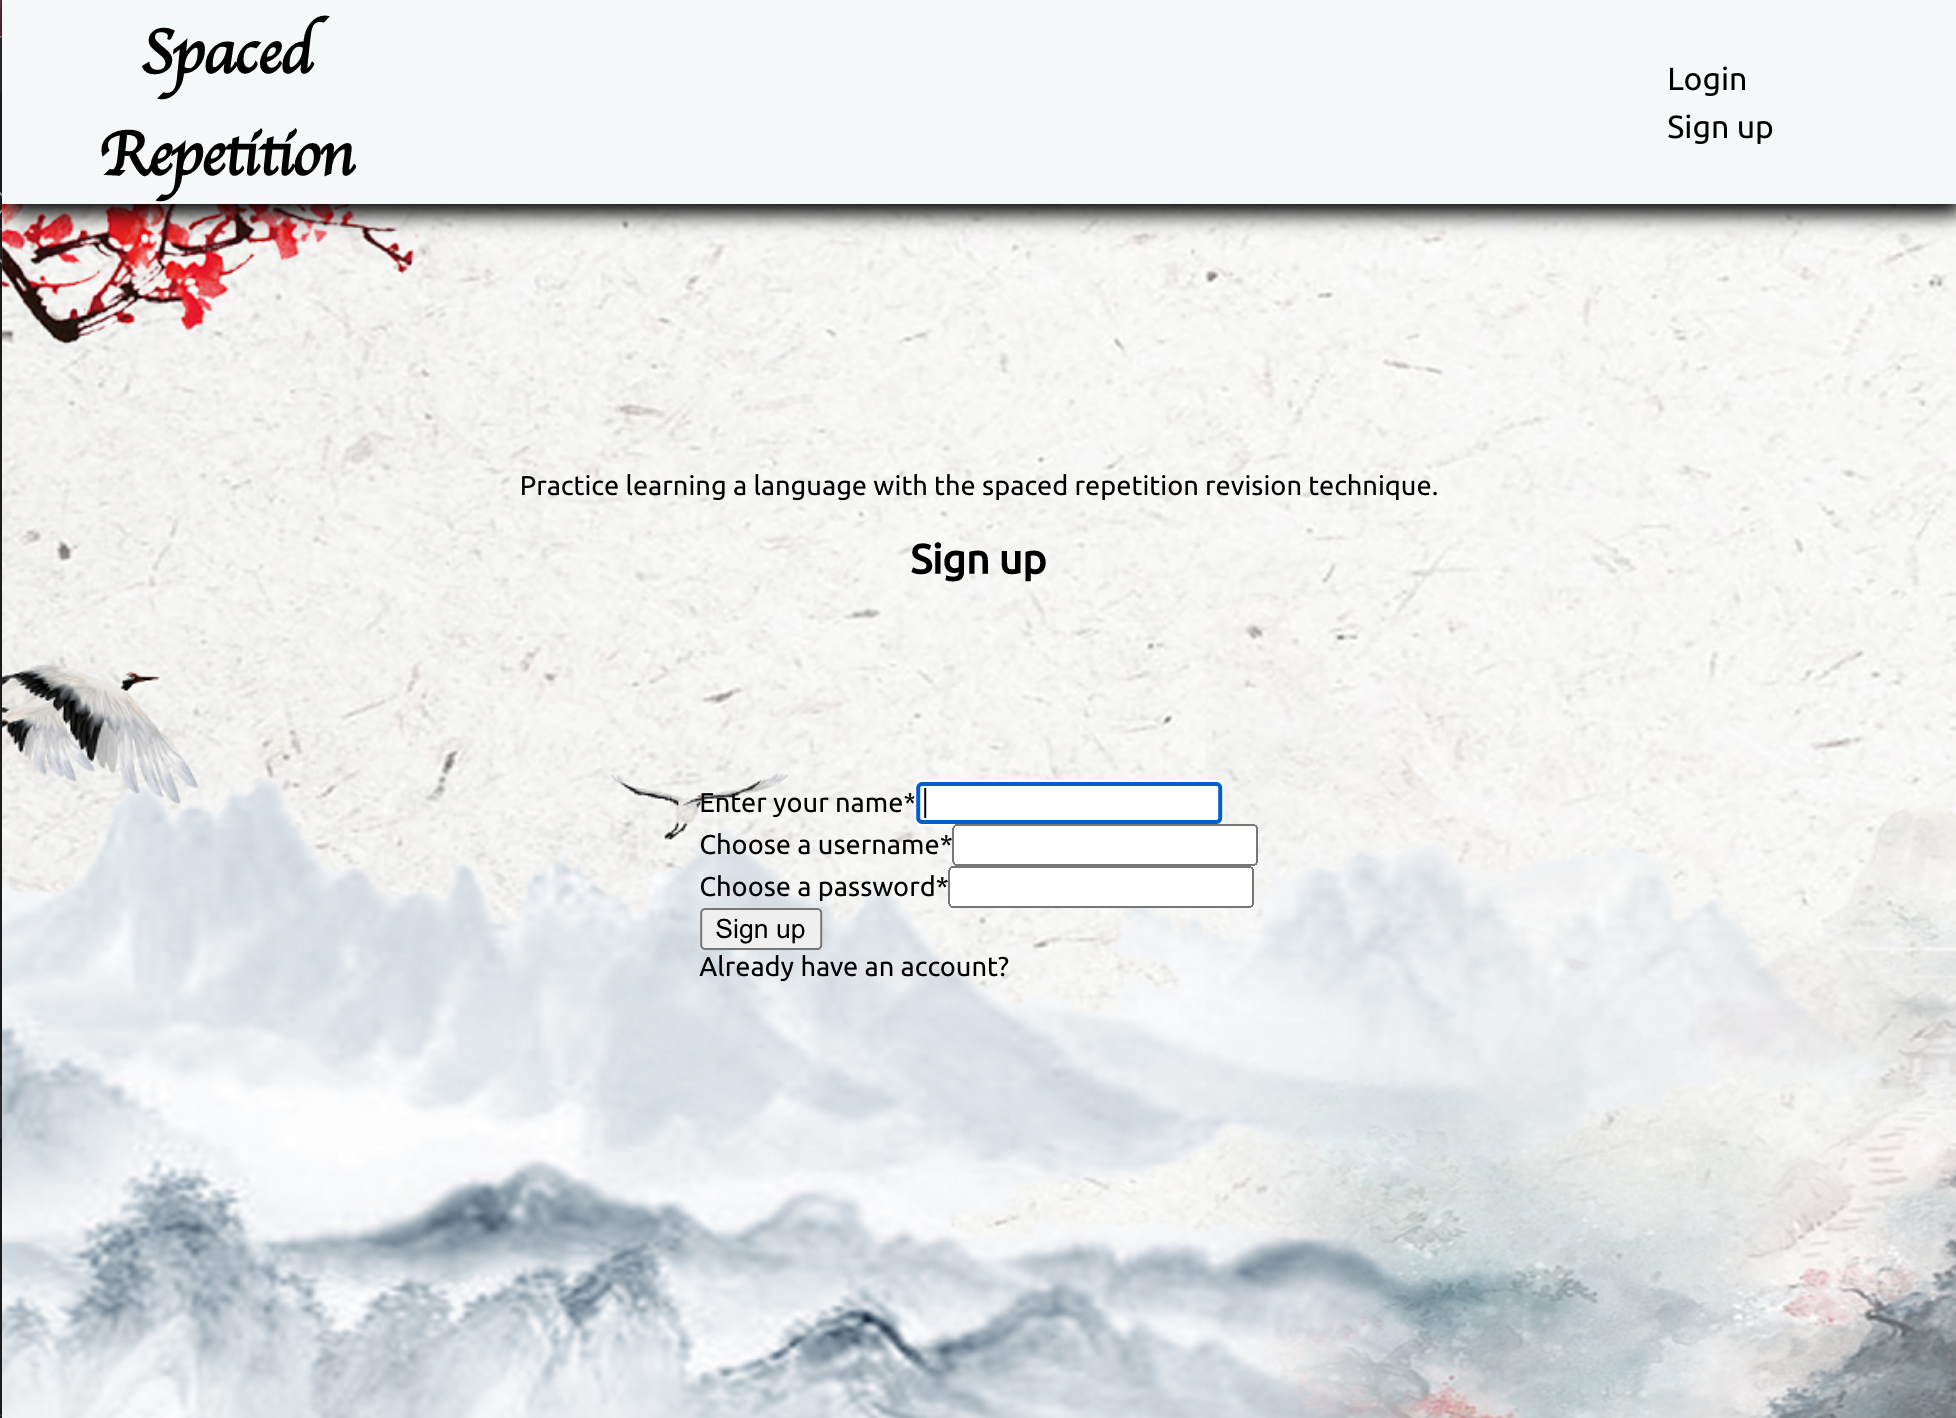 Spaced
Repetition
Login
Sign up
Practice learning a language with the spaced repetition revision technique.
Sign up
Enter your name*
Choose a username*
Choose a password*
Sign up
Already have an account?